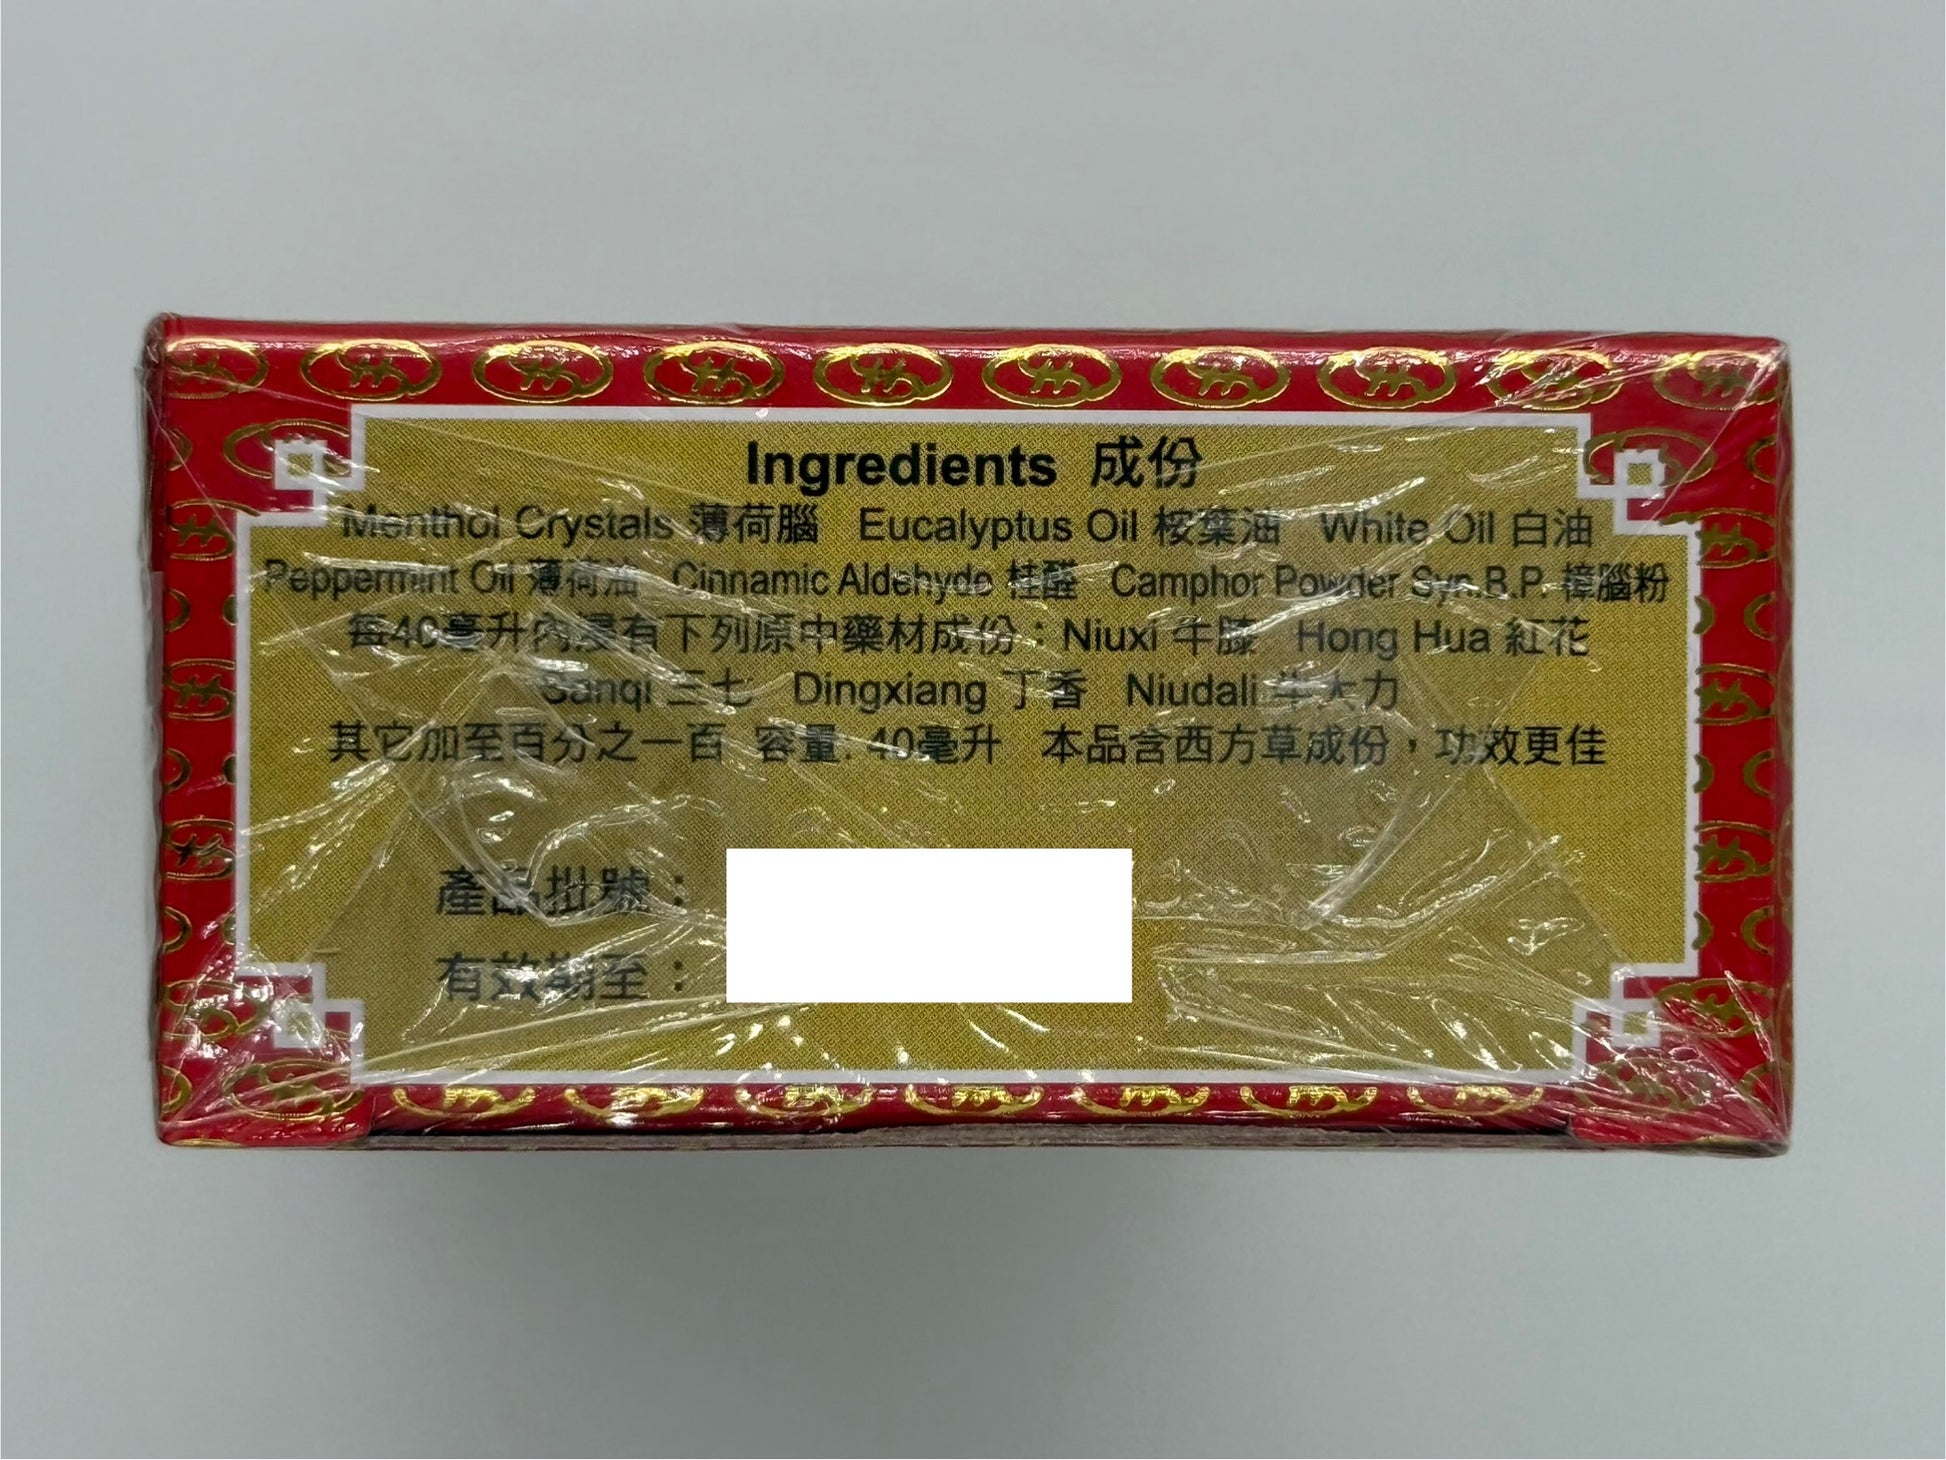 Ingredients 成份
Menthol Crystals 薄荷腦 Eucalyptus Oil 桉葉油 White Oil 白油
Peppermint Oil 薄荷油 Cinnamic Aldehyde 桂醛 Camphor Powder Syn.B.P. 樟腦粉
每40毫升內浸有下列原中藥材成份：Niuxi 牛膝 Hong Hua 紅花
Sanqi 三七 Dingxiang 丁香 Niudali 牛大力
其它加至百分之一百 容量: 40毫升 本品含西方草成份，功效更佳
產品批號：
有效期至：